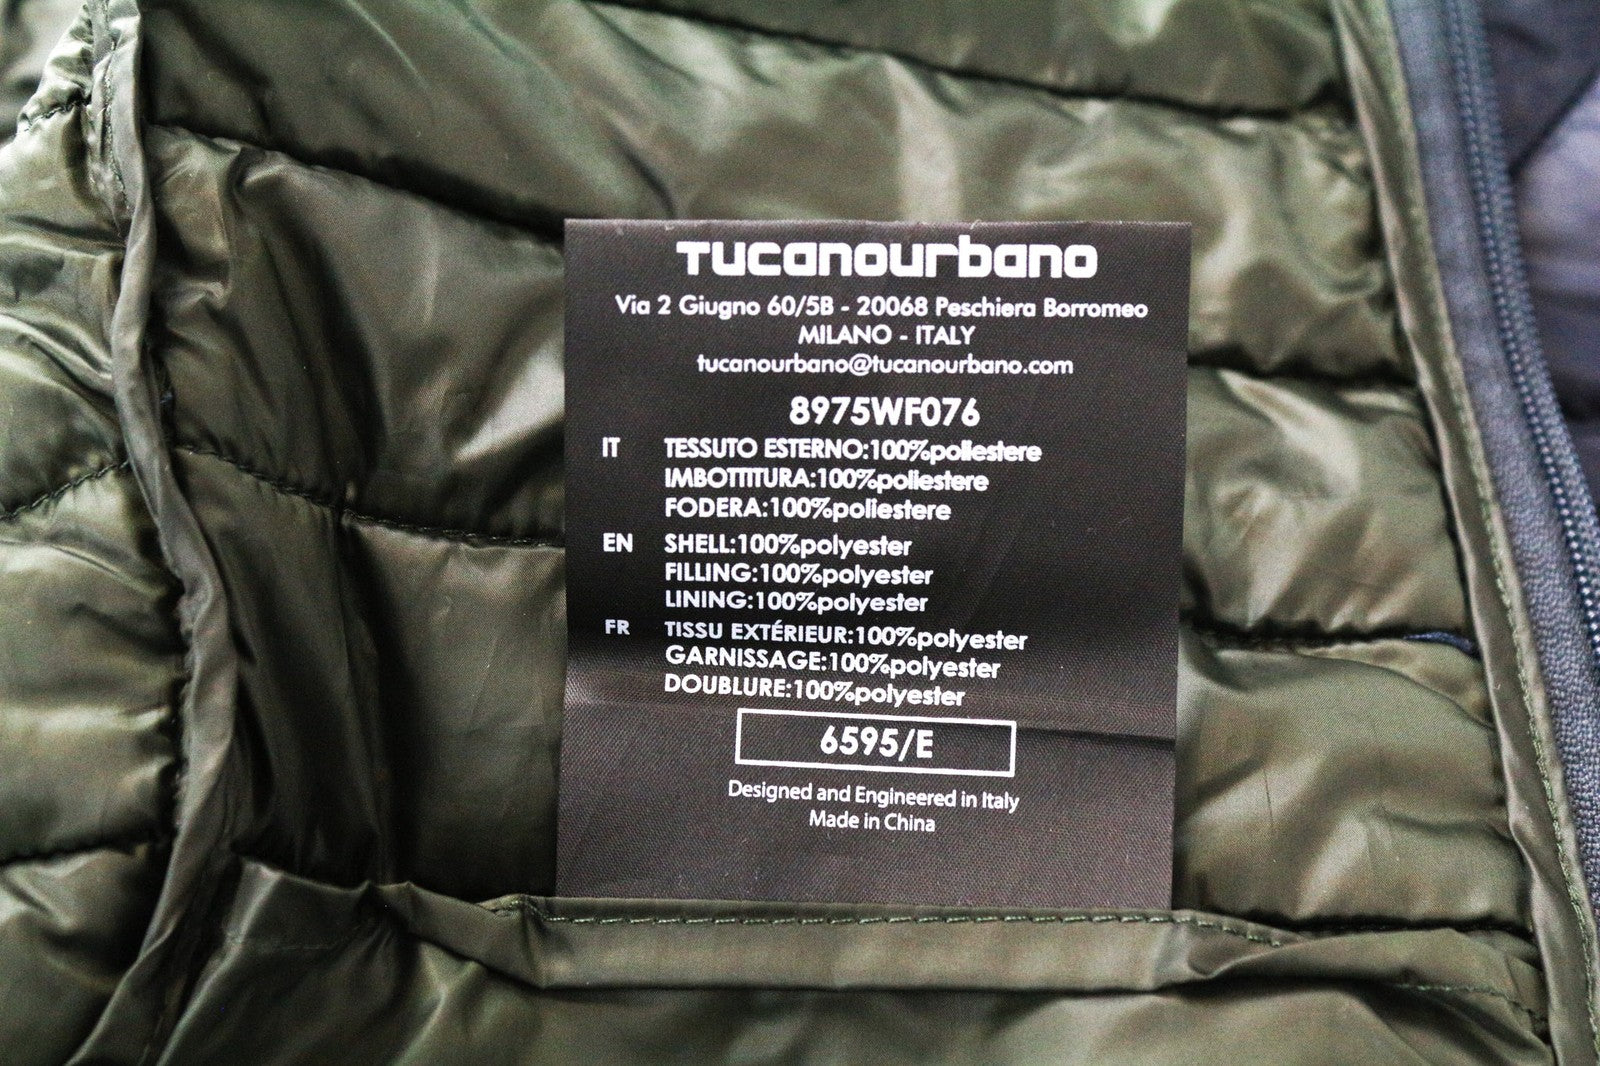 Tucanourbano
Via 2 Giugno 60/5B - 20068 Peschiera Borromeo
MILANO - ITALY
tucanourbano@tucanourbano.com
8975WF076
IT TESSUTO ESTERNO:100%poliestere
IMBOTTITURA:100%poliestere
FODERA:100%poliestere
EN SHELL:100%polyester
FILLING:100%polyester
LINING:100%polyester
FR TISSU EXTÉRIEUR:100%polyester
GARNISSAGE:100%polyester
DOUBLURE:100%polyester
6595/E
Designed and Engineered in Italy
Made in China